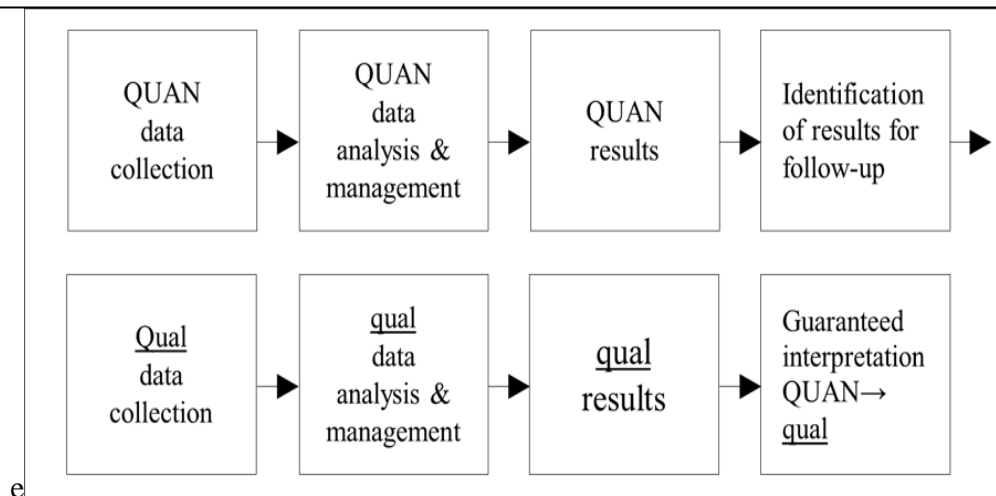 QUAN
data
collection
QUAN
data
analysis &
management
QUAN
results
Identification
of results for
follow-up
Qual
data
collection
qual
data
analysis &
management
qual
results
Guaranteed
interpretation
QUAN→
qual
e